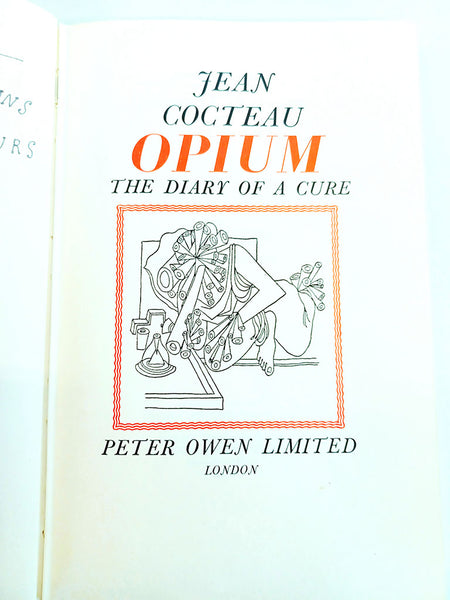 JEAN
COCTEAU
OPIUM
THE DIARY OF A CURE
PETER OWEN LIMITED
LONDON